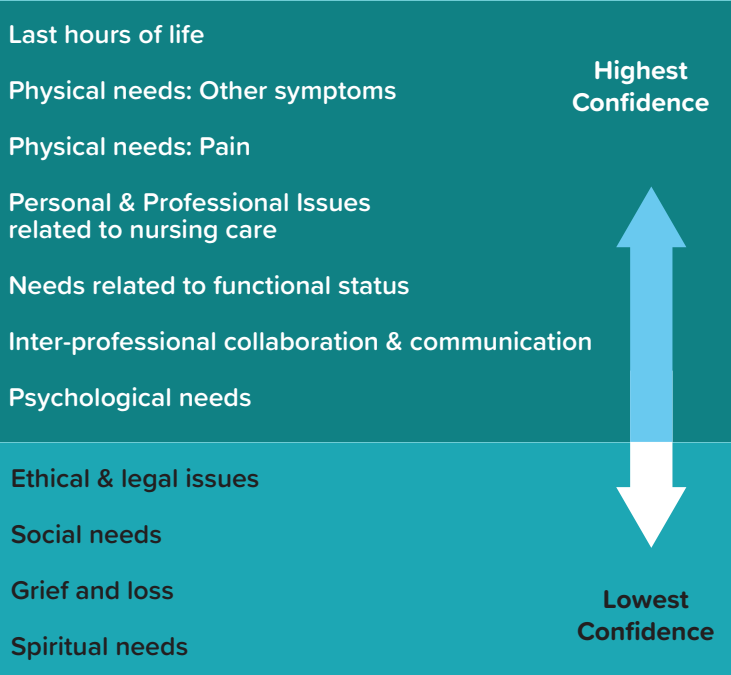 Last hours of life
Physical needs: Other symptoms
Physical needs: Pain
Personal & Professional Issues
related to nursing care
Needs related to functional status
Inter-professional collaboration & communication
Psychological needs
Highest
Confidence
Ethical & legal issues
Social needs
Grief and loss
Spiritual needs
Lowest
Confidence